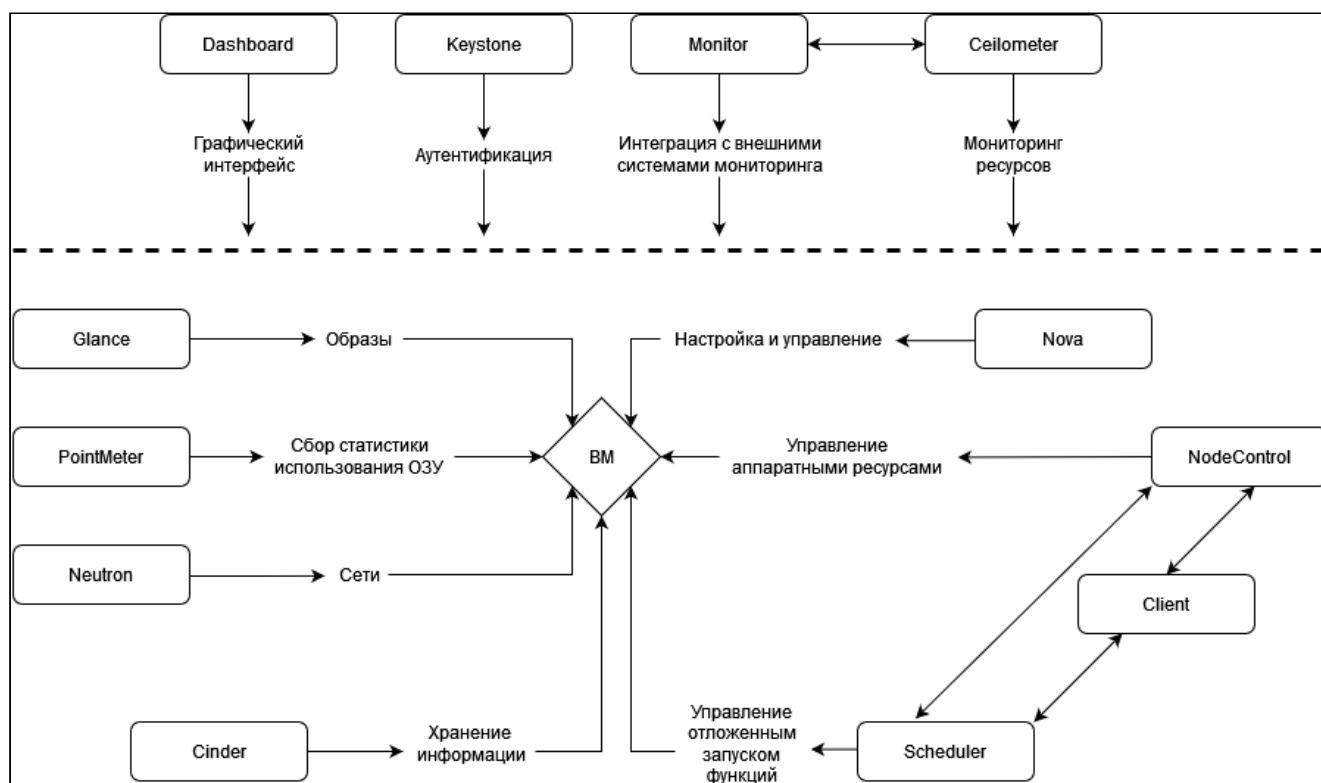 Dashboard
Keystone
Monitor
Ceilometer
Графический
интерфейс
Аутентификация
Интеграция с внешними
системами мониторинга
Мониторинг
ресурсов
Glance
Образы
Настройка и управление
Nova
PointMeter
Сбор статистики
использования ОЗУ
ВМ
Управление
аппаратными ресурсами
NodeControl
Neutron
Сети
Client
Cinder
Хранение
информации
Управление
отложенным
запуском
функций
Scheduler